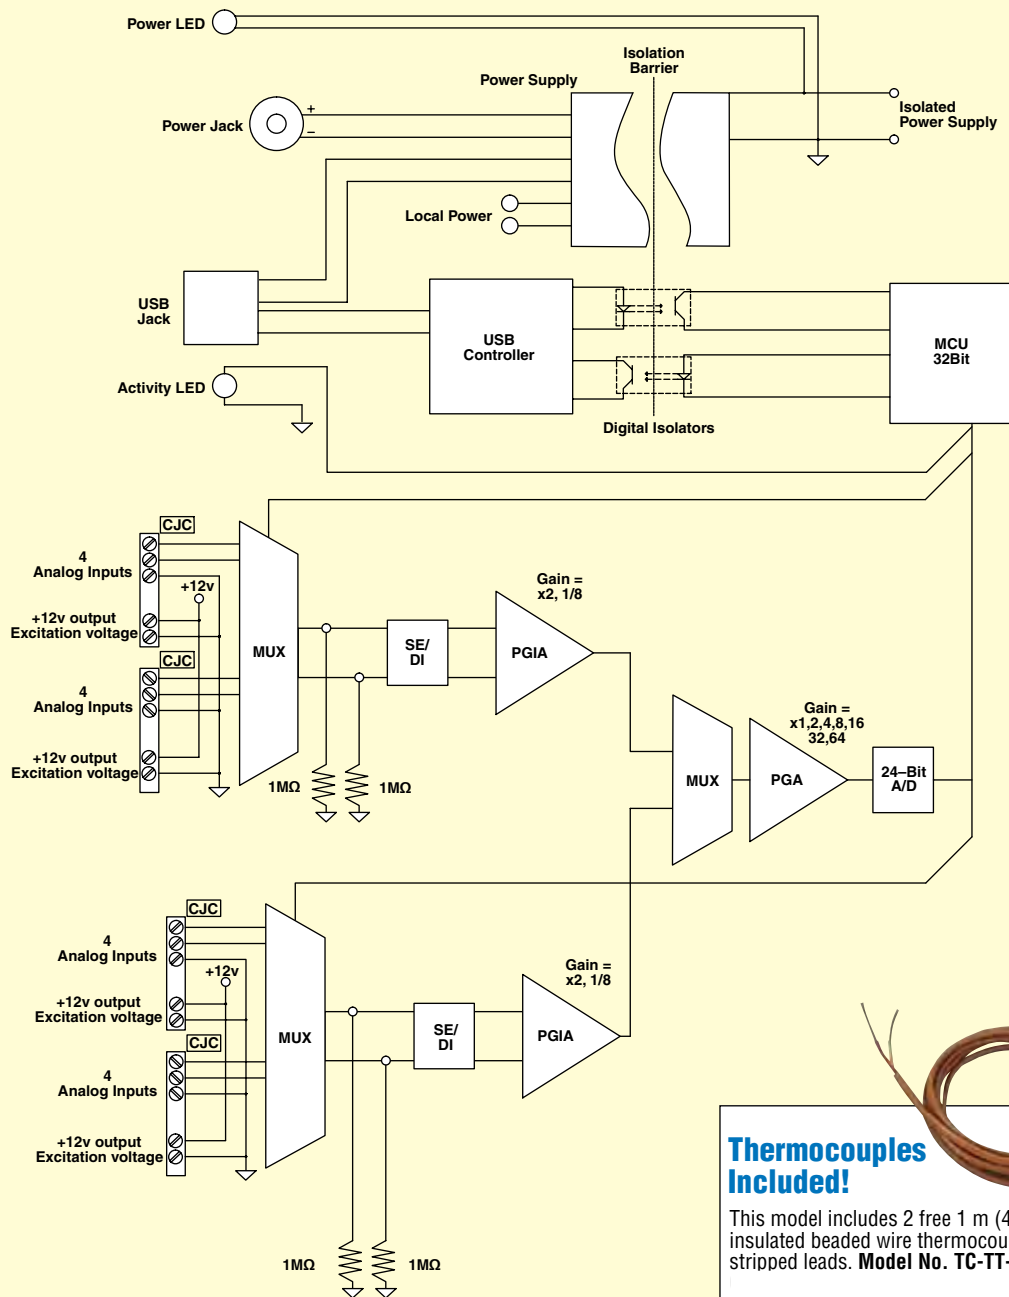 Power LED
Isolation
Barrier
Power Supply
Power Jack
+
–
Isolated
Power Supply
Local Power
USB
Jack
USB
Controller
MCU
32Bit
Activity LED
Digital Isolators
CJC
4
Analog Inputs
+12v
+12v output
Excitation voltage
CJC
4
Analog Inputs
+12v output
Excitation voltage
MUX
1MΩ
1MΩ
SE/
DI
Gain =
x2, 1/8
PGIA
MUX
Gain =
x1,2,4,8,16
32,64
PGA
24–Bit
A/D
CJC
4
Analog Inputs
+12v
+12v output
Excitation voltage
CJC
4
Analog Inputs
+12v output
Excitation voltage
MUX
1MΩ
1MΩ
SE/
DI
Gain =
x2, 1/8
PGIA
Thermocouples
Included!
This model includes 2 free 1 m (4
insulated beaded wire thermocou
stripped leads. Model No. TC-TT-